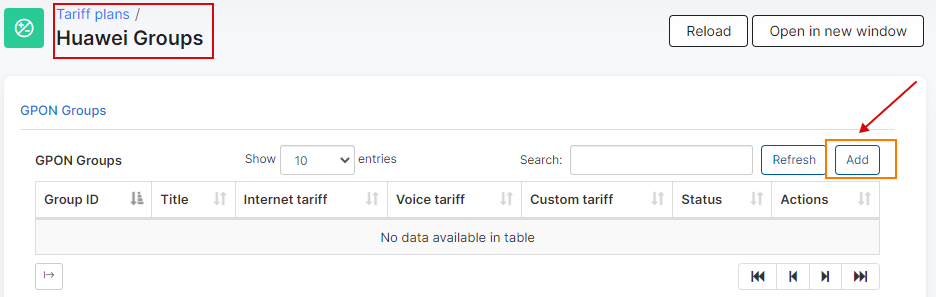 Tariff plans /
Huawei Groups
Reload
Open in new window
GPON Groups
GPON Groups Show 10 entries Search: Refresh Add
Group ID Title Internet tariff Voice tariff Custom tariff Status Actions
No data available in table